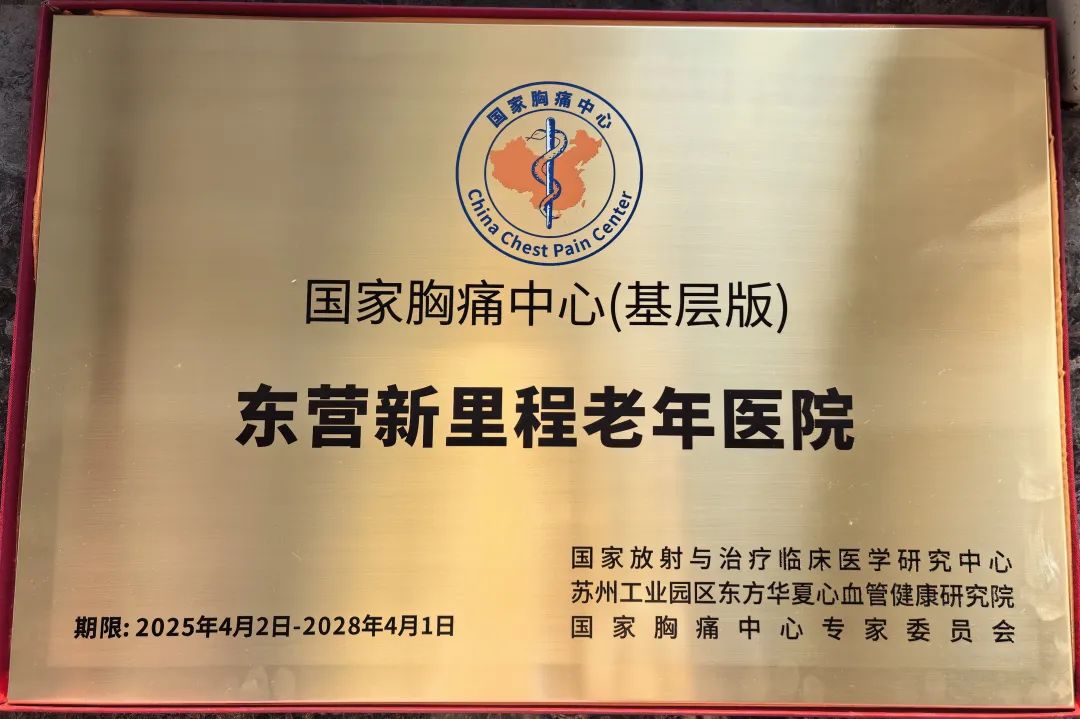 国家胸痛中心
China Chest Pain Center
国家胸痛中心(基层版)
东营新里程老年医院
国家放射与治疗临床医学研究中心
苏州工业园区东方华夏心血管健康研究院
国家胸痛中心专家委员会
期限: 2025年4月2日-2028年4月1日